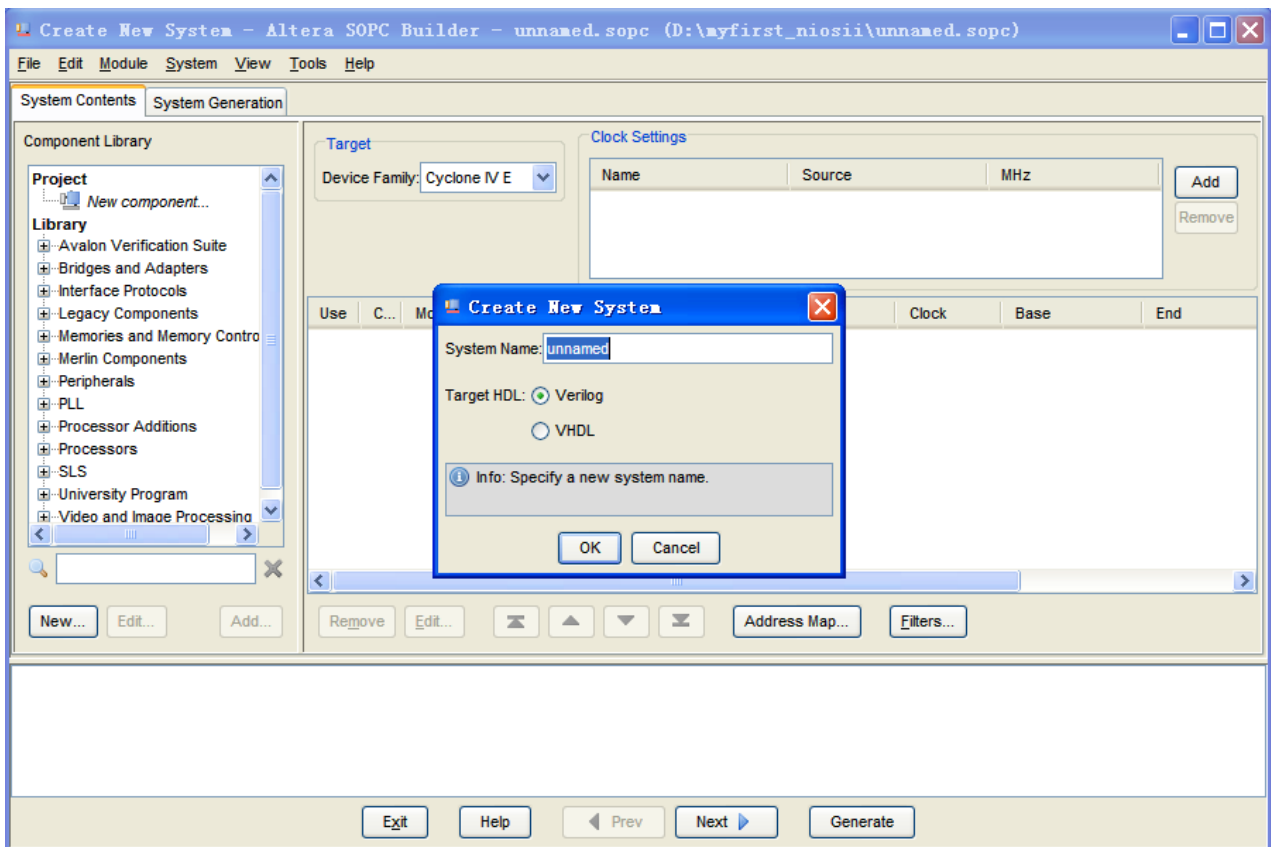 Create New System - Altera SOPC Builder - unnamed.sopc (D:\myfirst_niosii\unnamed.sopc)
File Edit Module System View Tools Help
System Contents System Generation
Component Library
Project
New component...
Library
Avalon Verification Suite
Bridges and Adapters
Interface Protocols
Legacy Components
Memories and Memory Contro
Merlin Components
Peripherals
PLL
Processor Additions
Processors
SLS
University Program
Video and Image Processing
New... Edit... Add...
Target
Device Family: Cyclone IV E
Clock Settings
Name Source MHz
Add
Remove
Use C... Mo Clock Base End
Create New System
System Name: unnamed
Target HDL: Verilog
VHDL
Info: Specify a new system name.
OK Cancel
Remove Edit... Address Map... Filters...
Exit Help Prev Next Generate